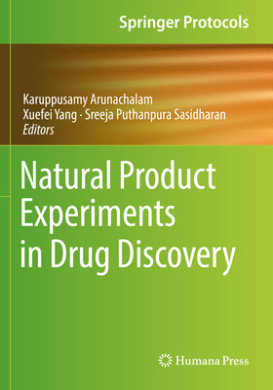 Springer Protocols
Karuppusamy Arunachalam
Xuefei Yang · Sreeja Puthanpura Sasidharan
Editors
Natural Product
Experiments
in Drug Discovery
Humana Press